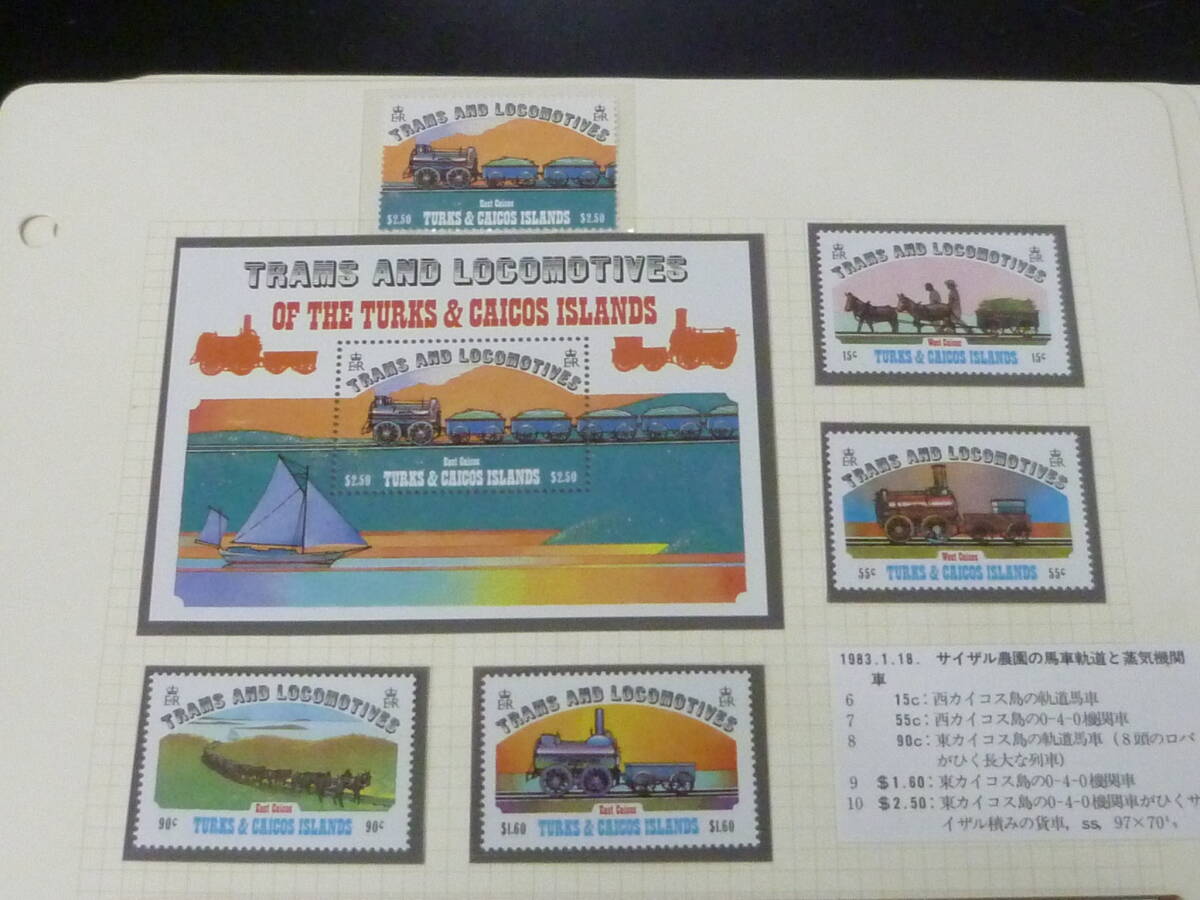 TRAMS AND LOCOMOTIVES
East Caicos
$2.50 TURKS & CAICOS ISLANDS $2.50
TRAMS AND LOCOMOTIVES
OF THE TURKS & CAICOS ISLANDS
TRAMS AND LOCOMOTIVES
East Caicos
$2.50 TURKS & CAICOS ISLANDS $2.50
TRAMS AND LOCOMOTIVES
West Caicos
15c TURKS & CAICOS ISLANDS 15c
TRAMS AND LOCOMOTIVES
West Caicos
55c TURKS & CAICOS ISLANDS 55c
TRAMS AND LOCOMOTIVES
East Caicos
90c TURKS & CAICOS ISLANDS 90c
TRAMS AND LOCOMOTIVES
East Caicos
$1.60 TURKS & CAICOS ISLANDS $1.60
1983.1.18. サイザル農園の馬車軌道と蒸気機関
車
6 15c:西カイコス島の軌道馬車
7 55c:西カイコス島の0-4-0機関車
8 90c:東カイコス島の軌道馬車(8頭のロバ
がひく長大な列車)
9 $1.60:東カイコス島の0-4-0機関車
10 $2.50:東カイコス島の0-4-0機関車がひくサ
イザル積みの貨車, ss, 97×70